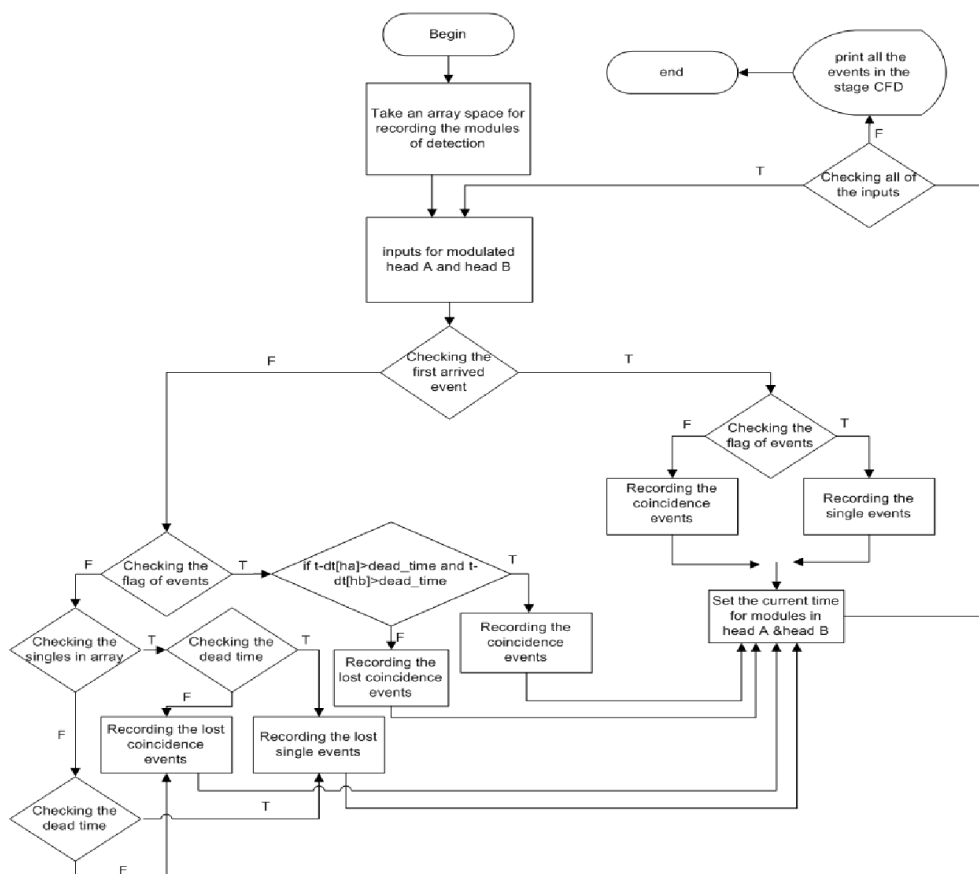 Begin
print all the
events in the
stage CFD
end
Take an array space for
recording the modules
of detection
F
T
Checking all of
the inputs
inputs for modulated
head A and head B
F
Checking the
first arrived
event
T
F
Checking the
flag of events
T
Recording the
coincidence
events
Recording the
single events
F
Checking the
flag of events
T
if t-dt[ha]>dead_time and t-
dt[hb]>dead_time
T
Set the current time
for modules in
head A &head B
Checking the
singles in array
T
Checking the
dead time
T
F
Recording the
coincidence
events
Recording the
lost coincidence
events
F
F
Recording the lost
coincidence
events
Recording the lost
single events
Checking the
dead time
T
F